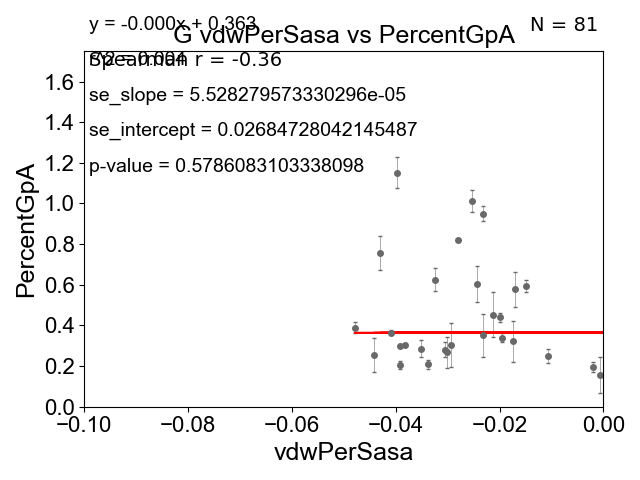 y = -0.000x + 0.363
N = 81
G vdwPerSasa vs PercentGpA
Spearman r = -0.36
se_slope = 5.528279573330296e-05
se_intercept = 0.02684728042145487
p-value = 0.5786083103338098
PercentGpA
1.6
1.4
1.2
1.0
0.8
0.6
0.4
0.2
0.0
−0.10
−0.08
−0.06
−0.04
−0.02
0.00
vdwPerSasa